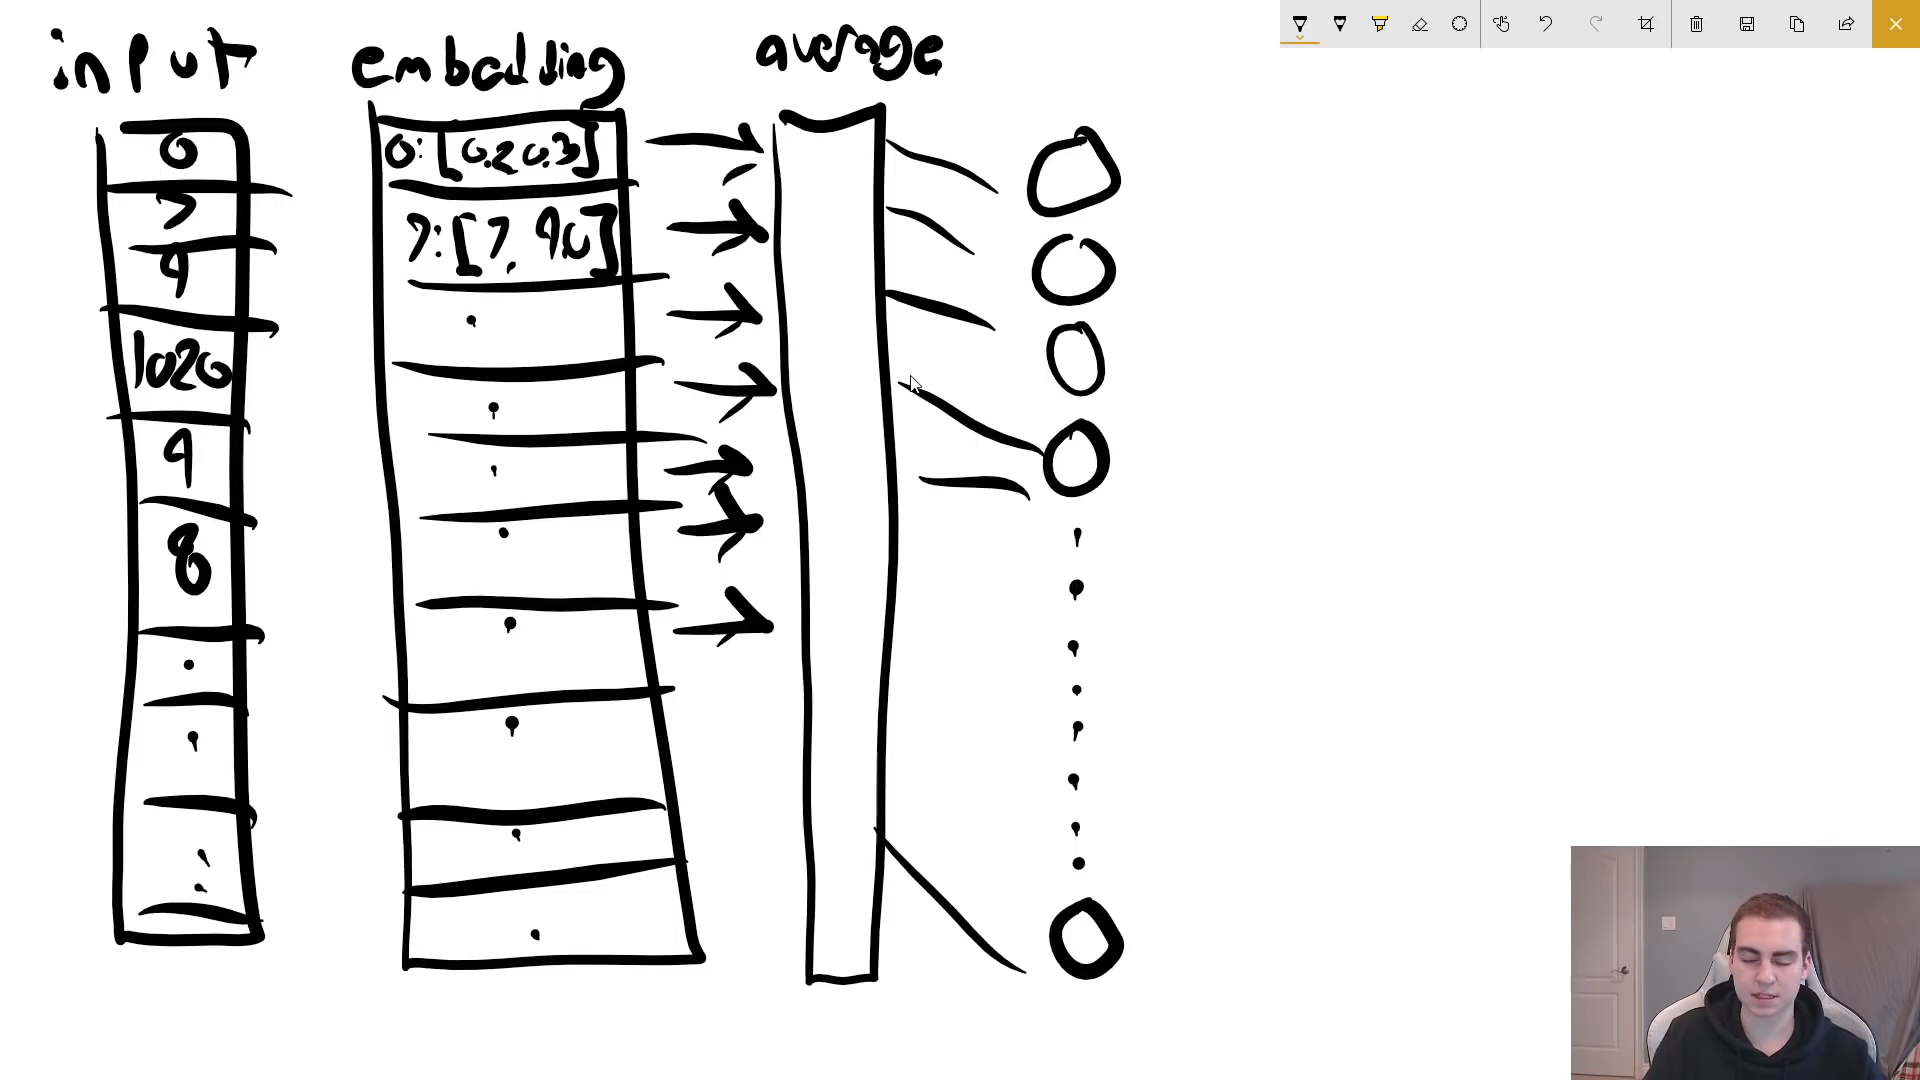 input embedding average
0
0: [0.2 0.3]
7
7: [7, 9.0]
9
1020
9
8